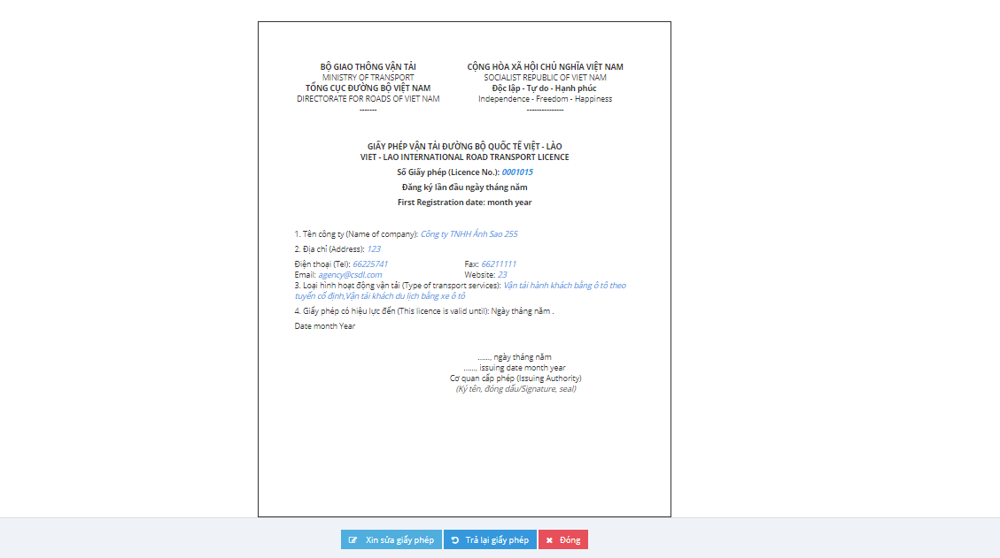 BỘ GIAO THÔNG VẬN TẢI
MINISTRY OF TRANSPORT
TỔNG CỤC ĐƯỜNG BỘ VIỆT NAM
DIRECTORATE FOR ROADS OF VIET NAM
-------
CỘNG HÒA XÃ HỘI CHỦ NGHĨA VIỆT NAM
SOCIALIST REPUBLIC OF VIET NAM
Độc lập - Tự do - Hạnh phúc
Independence - Freedom - Happiness
---------------
GIẤY PHÉP VẬN TẢI ĐƯỜNG BỘ QUỐC TẾ VIỆT - LÀO
VIET - LAO INTERNATIONAL ROAD TRANSPORT LICENCE
Số Giấy phép (Licence No.): 0001015
Đăng ký lần đầu ngày tháng năm
First Registration date: month year
1. Tên công ty (Name of company): Công ty TNHH Ánh Sao 255
2. Địa chỉ (Address): 123
Điện thoại (Tel): 66225741 Fax: 66211111
Email: agency@csdl.com Website: 23
3. Loại hình hoạt động vận tải (Type of transport services): Vận tải hành khách bằng ô tô theo
tuyến cố định,Vận tải khách du lịch bằng xe ô tô
4. Giấy phép có hiệu lực đến (This licence is valid until): Ngày tháng năm .
Date month Year
......, ngày tháng năm
......, issuing date month year
Cơ quan cấp phép (Issuing Authority)
(Ký tên, đóng dấu/Signature, seal)
Xin sửa giấy phép Trả lại giấy phép Đóng